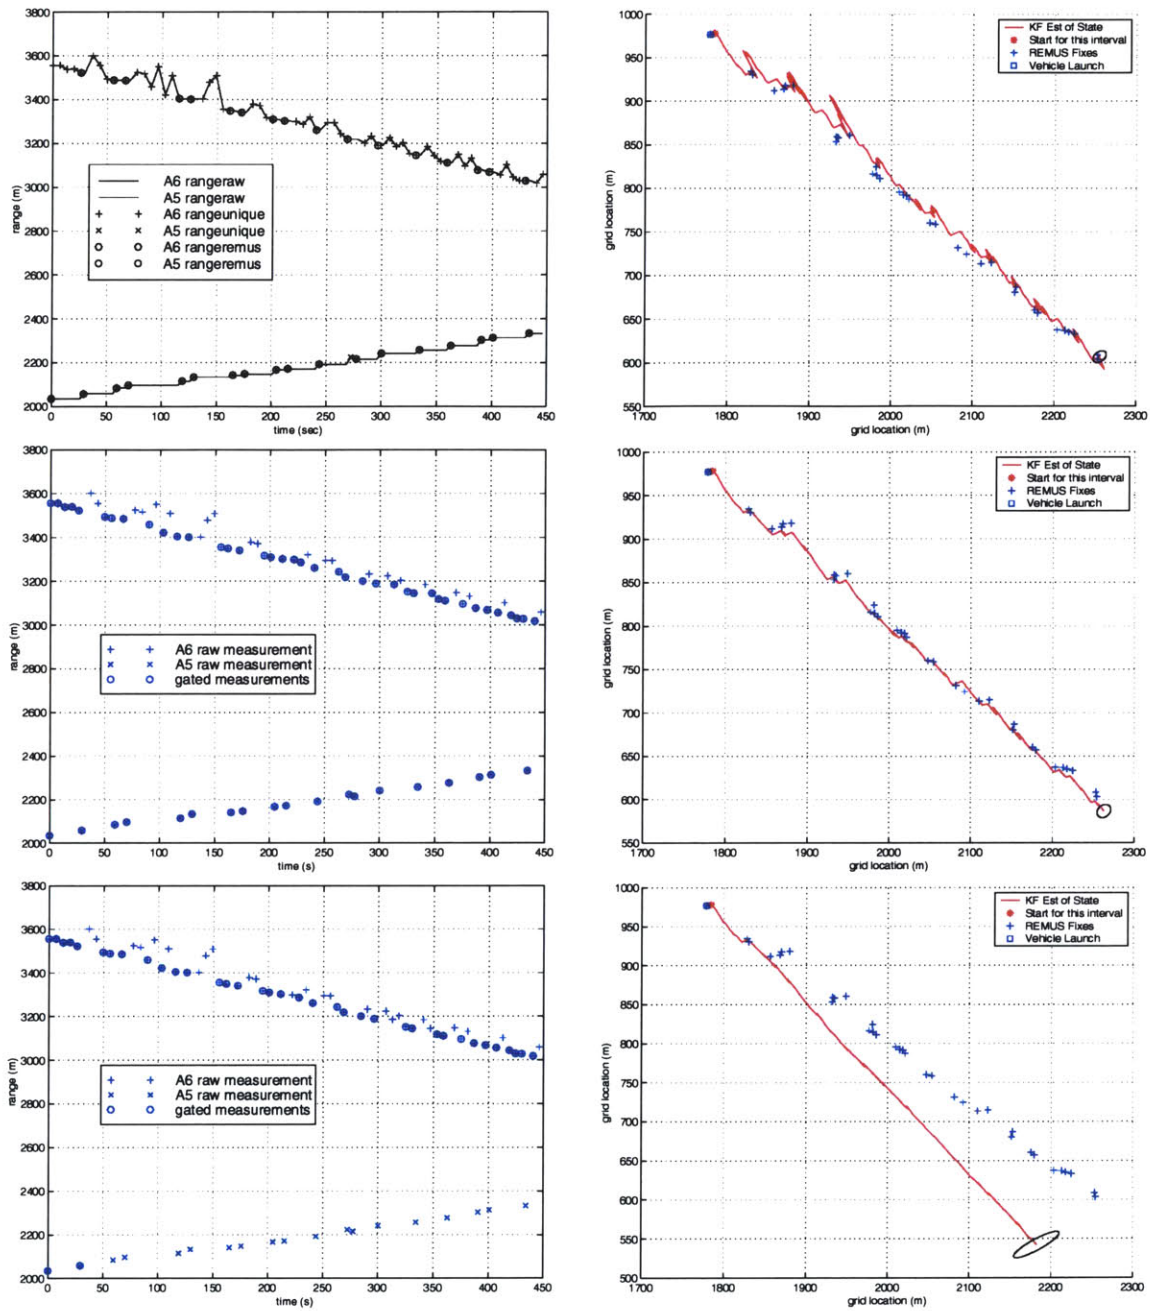 3800
3600
3400
3200
3000
2800
2600
2400
2200
2000
range (m)
A6 rangeraw
A5 rangeraw
A6 rangeunique
A5 rangeunique
A6 rangeremus
A5 rangeremus
0 50 100 150 200 250 300 350 400 450
time (sec)
1000
950
900
850
800
750
700
650
600
550
grid location (m)
KF Est of State
Start for this interval
REMUS Fixes
Vehicle Launch
1700 1800 1900 2000 2100 2200 2300
grid location (m)
3800
3600
3400
3200
3000
2800
2600
2400
2200
2000
range (m)
A6 raw measurement
A5 raw measurement
gated measurements
0 50 100 150 200 250 300 350 400 450
time (s)
1000
950
900
850
800
750
700
650
600
550
grid location (m)
KF Est of State
Start for this interval
REMUS Fixes
Vehicle Launch
1700 1800 1900 2000 2100 2200 2300
grid location (m)
3800
3600
3400
3200
3000
2800
2600
2400
2200
2000
range (m)
A6 raw measurement
A5 raw measurement
gated measurements
0 50 100 150 200 250 300 350 400 450
time (s)
1000
950
900
850
800
750
700
650
600
550
500
grid location (m)
KF Est of State
Start for this interval
REMUS Fixes
Vehicle Launch
1700 1800 1900 2000 2100 2200 2300
grid location (m)